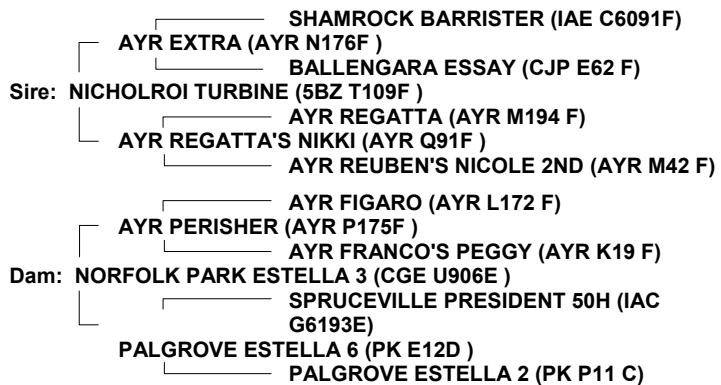 SHAMROCK BARRISTER (IAE C6091F)
AYR EXTRA (AYR N176F )
BALLENGARA ESSAY (CJP E62 F)
Sire: NICHOLROI TURBINE (5BZ T109F )
AYR REGATTA (AYR M194 F)
AYR REGATTA'S NIKKI (AYR Q91F )
AYR REUBEN'S NICOLE 2ND (AYR M42 F)
AYR FIGARO (AYR L172 F)
AYR PERISHER (AYR P175F )
AYR FRANCO'S PEGGY (AYR K19 F)
Dam: NORFOLK PARK ESTELLA 3 (CGE U906E )
SPRUCEVILLE PRESIDENT 50H (IAC
G6193E)
PALGROVE ESTELLA 6 (PK E12D )
PALGROVE ESTELLA 2 (PK P11 C)